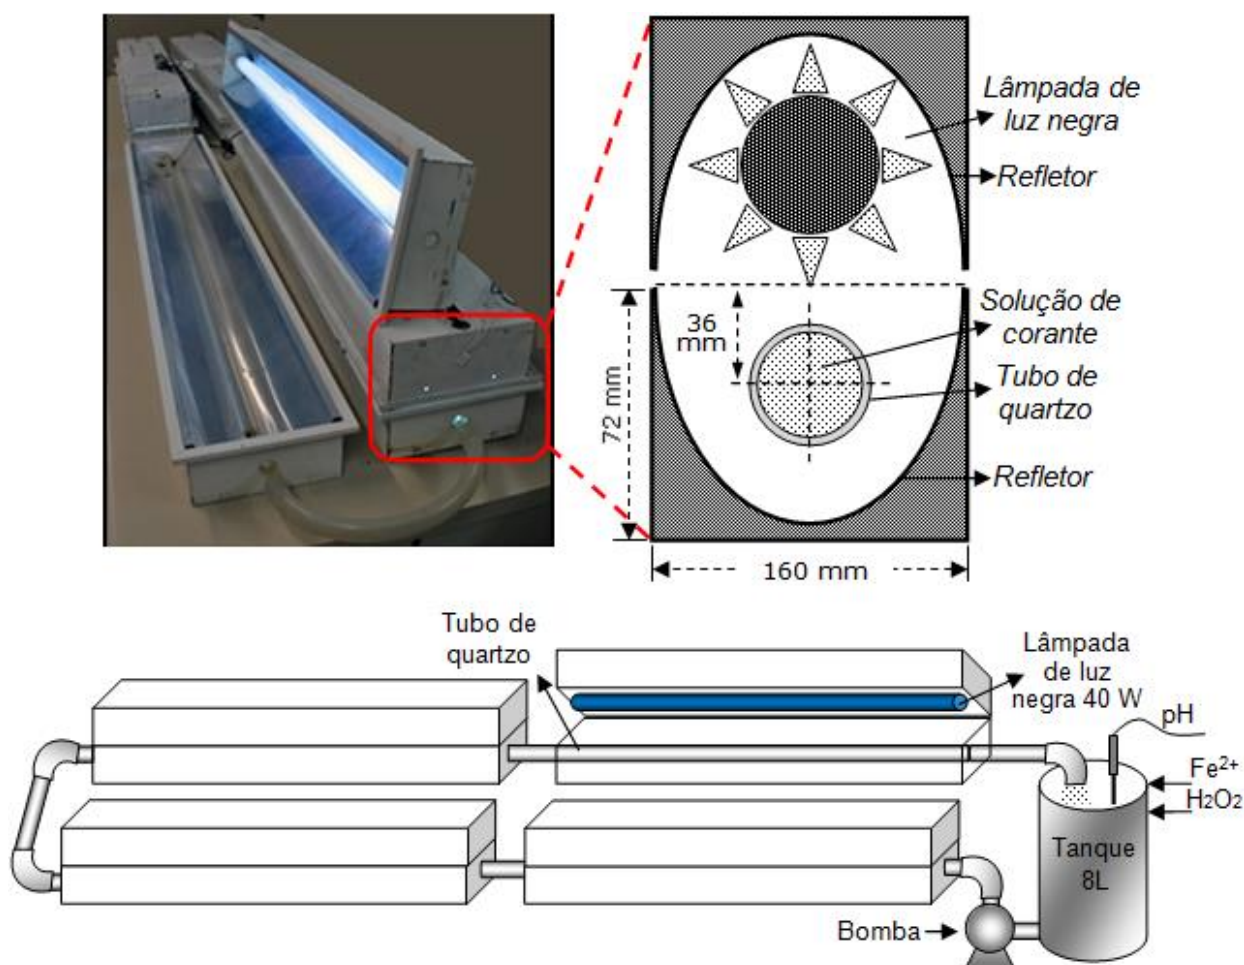 Lâmpada de
luz negra
Refletor
36
mm
72 mm
Solução de
corante
Tubo de
quartzo
Refletor
160 mm
Tubo de
quartzo
Lâmpada
de luz
negra 40 W
pH
Fe²⁺
H₂O₂
Tanque
8L
Bomba